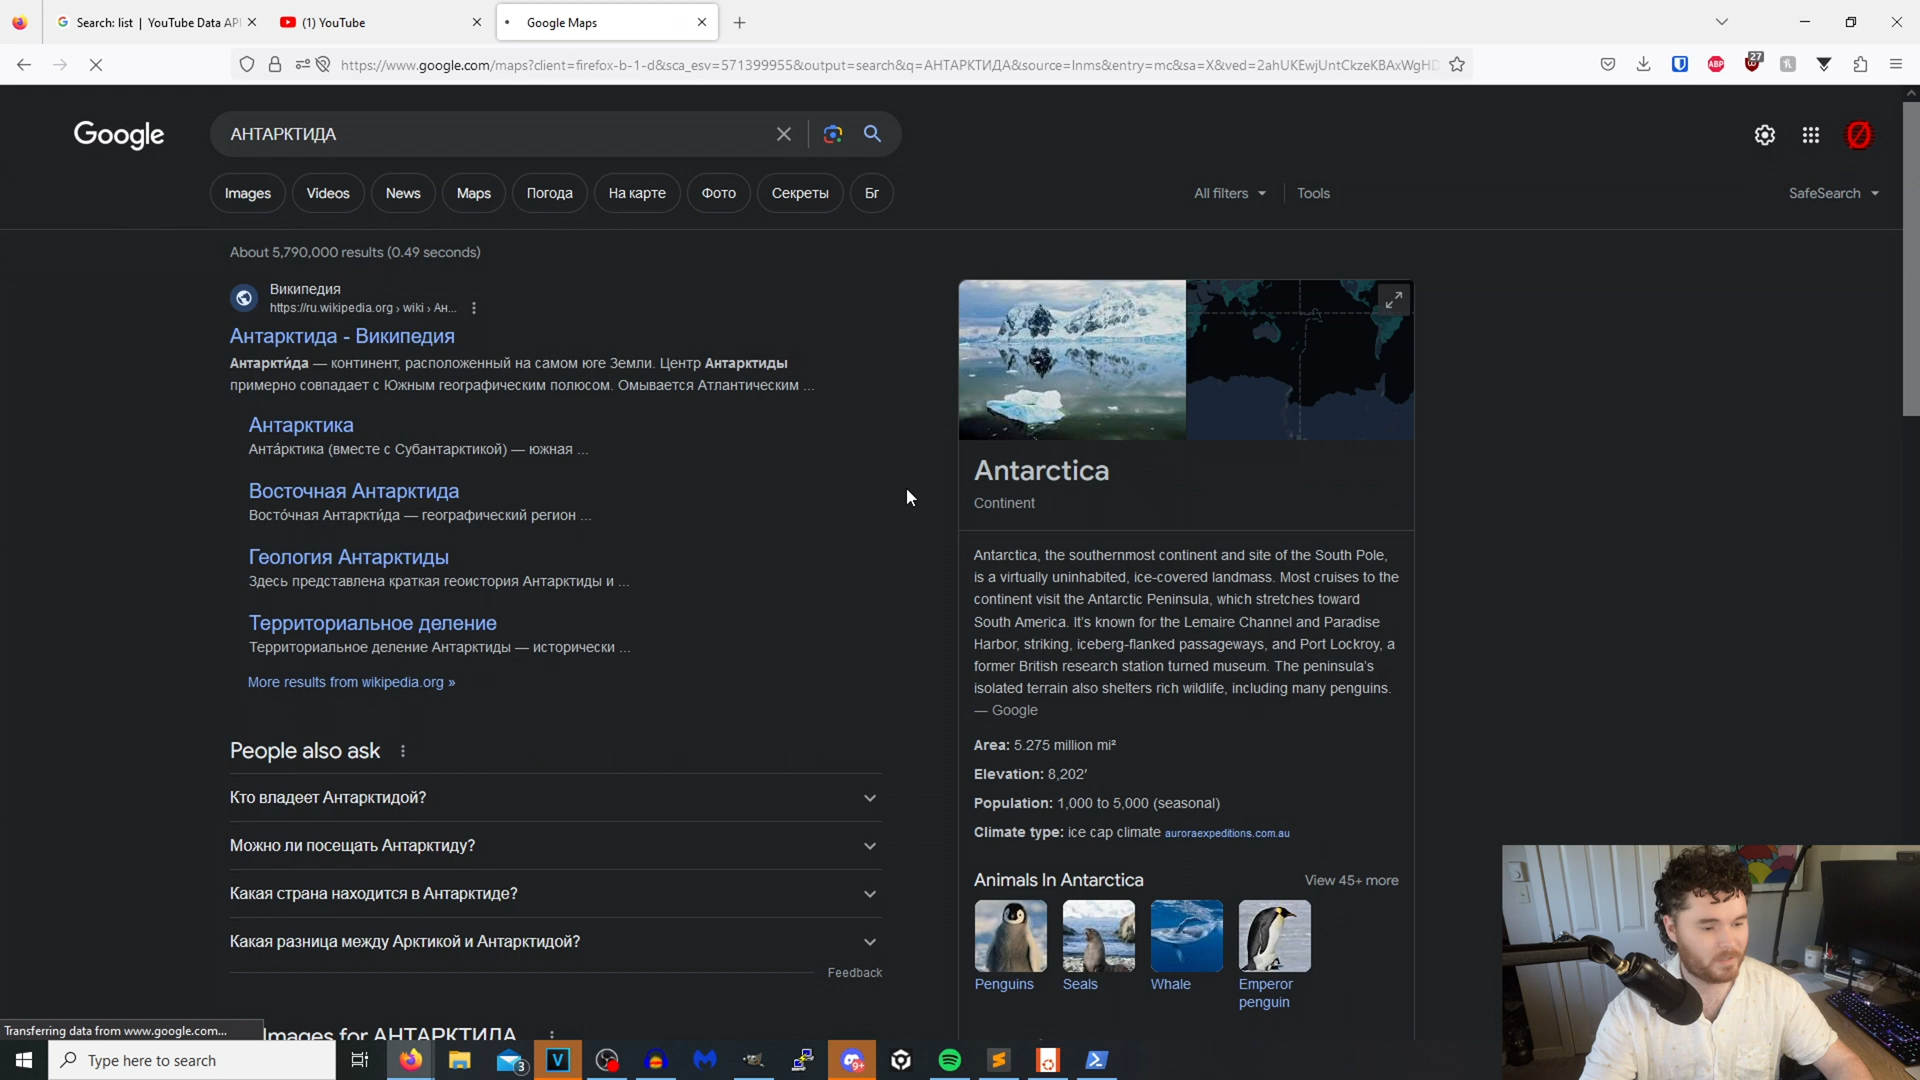 Search: list | YouTube Data AP
(1) YouTube
Google Maps
https://www.google.com/maps?client=firefox-b-1-d&sca_esv=571399955&output=search&q=АНТАРКТИДА&source=lnms&entry=mc&sa=X&ved=2ahUKEwjUntCkzeKBAxWgHD
27
ABP
Google
АНТАРКТИДА
Images
Videos
News
Maps
Погода
На карте
Фото
Секреты
Бг
All filters
Tools
SafeSearch
About 5,790,000 results (0.49 seconds)
Википедия
https://ru.wikipedia.org › wiki › Ан...
Антарктида - Википедия
Антаркти́да — континент, расположенный на самом юге Земли. Центр Антарктиды
примерно совпадает с Южным географическим полюсом. Омывается Атлантическим ...
Антарктика
Анта́рктика (вместе с Субантарктикой) — южная ...
Восточная Антарктида
Восто́чная Антаркти́да — географический регион ...
Геология Антарктиды
Здесь представлена краткая геоистория Антарктиды и ...
Территориальное деление
Территориальное деление Антарктиды — исторически ...
More results from wikipedia.org »
People also ask
Кто владеет Антарктидой?
Можно ли посещать Антарктиду?
Какая страна находится в Антарктиде?
Какая разница между Арктикой и Антарктидой?
Feedback
Images for АНТАРКТИДА
Antarctica
Continent
Antarctica, the southernmost continent and site of the South Pole,
is a virtually uninhabited, ice-covered landmass. Most cruises to the
continent visit the Antarctic Peninsula, which stretches toward
South America. It's known for the Lemaire Channel and Paradise
Harbor, striking, iceberg-flanked passageways, and Port Lockroy, a
former British research station turned museum. The peninsula's
isolated terrain also shelters rich wildlife, including many penguins.
— Google
Area: 5.275 million mi²
Elevation: 8,202′
Population: 1,000 to 5,000 (seasonal)
Climate type: ice cap climate auroraexpeditions.com.au
Animals In Antarctica
View 45+ more
Penguins
Seals
Whale
Emperor
penguin
Transferring data from www.google.com...
Type here to search
3
V
9+